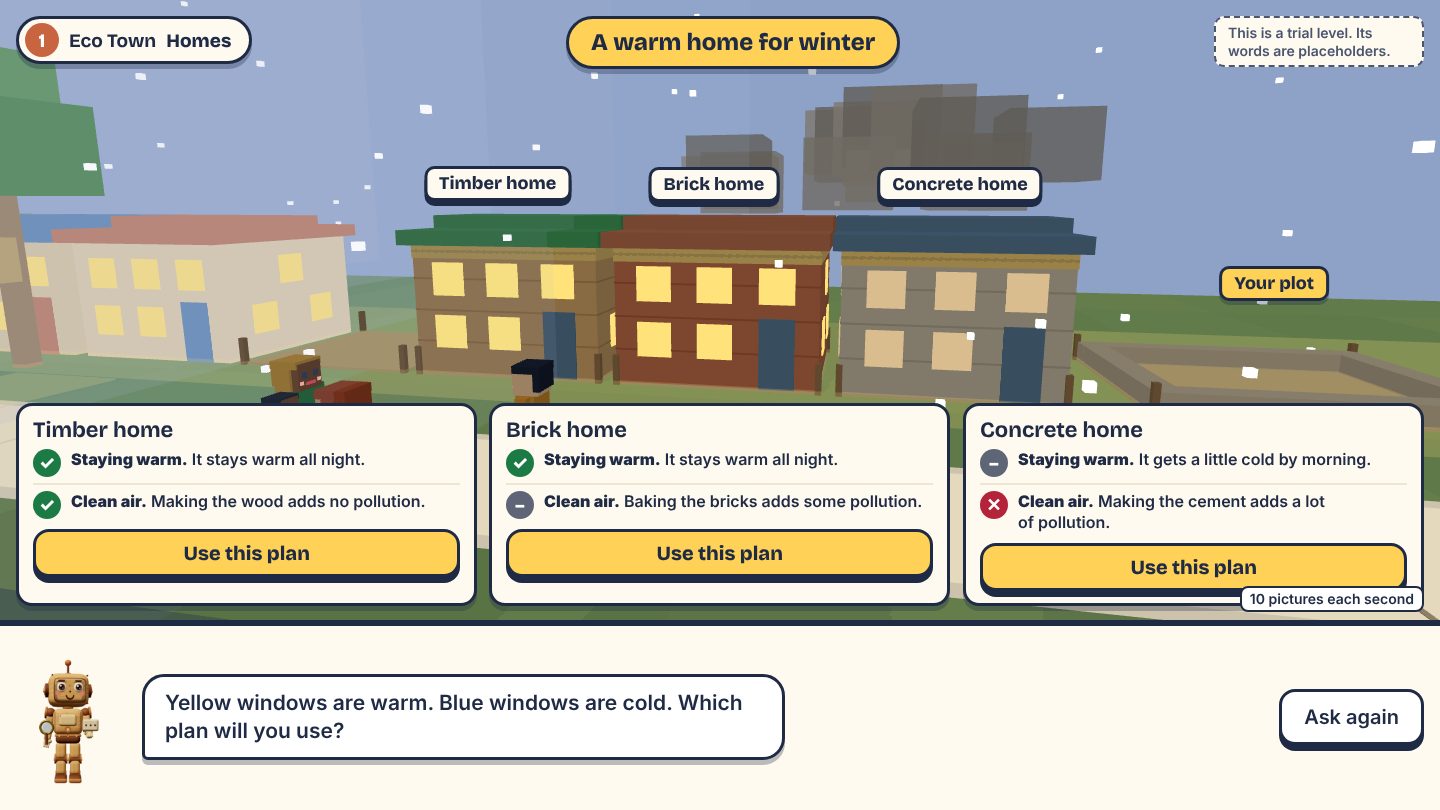 1 Eco Town Homes
A warm home for winter
This is a trial level. Its
words are placeholders.
Timber home
Brick home
Concrete home
Your plot
Timber home
Staying warm. It stays warm all night.
Clean air. Making the wood adds no pollution.
Use this plan
Brick home
Staying warm. It stays warm all night.
Clean air. Baking the bricks adds some pollution.
Use this plan
Concrete home
Staying warm. It gets a little cold by morning.
Clean air. Making the cement adds a lot
of pollution.
Use this plan
10 pictures each second
Yellow windows are warm. Blue windows are cold. Which
plan will you use?
Ask again